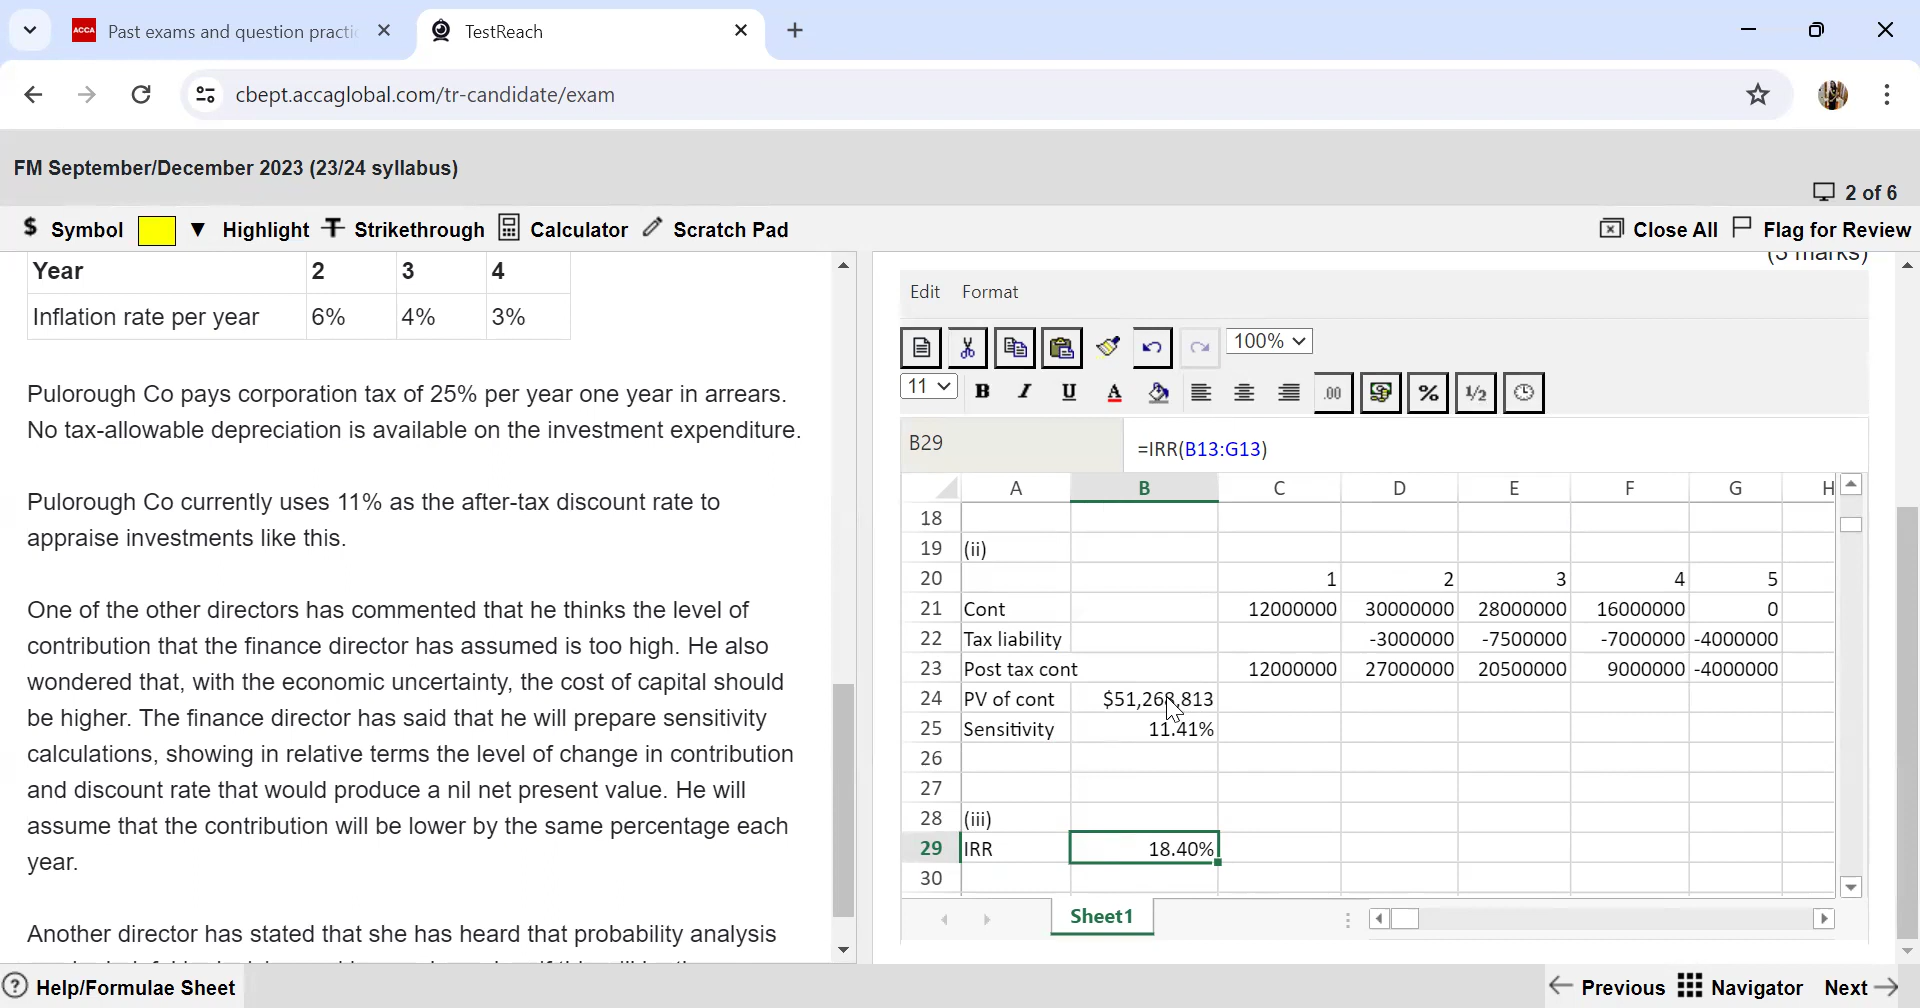 Past exams and question practic
TestReach
cbept.accaglobal.com/tr-candidate/exam
FM September/December 2023 (23/24 syllabus)
2 of 6
$ Symbol Highlight Strikethrough Calculator Scratch Pad
Close All Flag for Review
Year 2 3 4
Inflation rate per year 6% 4% 3%
Pulorough Co pays corporation tax of 25% per year one year in arrears.
No tax-allowable depreciation is available on the investment expenditure.
Pulorough Co currently uses 11% as the after-tax discount rate to
appraise investments like this.
One of the other directors has commented that he thinks the level of
contribution that the finance director has assumed is too high. He also
wondered that, with the economic uncertainty, the cost of capital should
be higher. The finance director has said that he will prepare sensitivity
calculations, showing in relative terms the level of change in contribution
and discount rate that would produce a nil net present value. He will
assume that the contribution will be lower by the same percentage each
year.
Another director has stated that she has heard that probability analysis
Edit Format
100%
11 B I U A .00 % 1/2
B29 =IRR(B13:G13)
A B C D E F G H
18
19 (ii)
20 1 2 3 4 5
21 Cont 12000000 30000000 28000000 16000000 0
22 Tax liability -3000000 -7500000 -7000000 -4000000
23 Post tax cont 12000000 27000000 20500000 9000000 -4000000
24 PV of cont $51,268,813
25 Sensitivity 11.41%
26
27
28 (iii)
29 IRR 18.40%
30
Sheet1
Help/Formulae Sheet
Previous Navigator Next